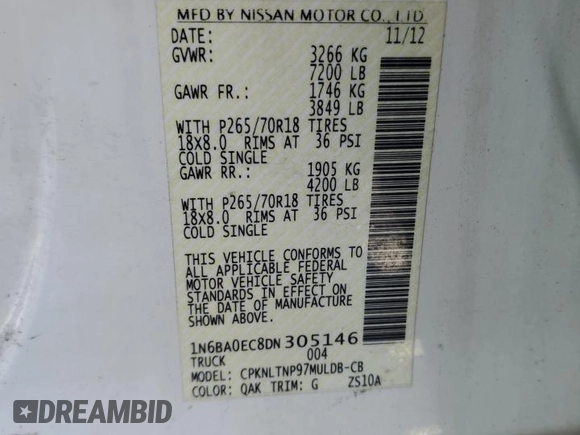 MFD BY NISSAN MOTOR CO., LTD.
DATE: 11/12
GVWR: 3266 KG
7200 LB
GAWR FR.: 1746 KG
3849 LB
WITH P265/70R18 TIRES
18X8.0 RIMS AT 36 PSI
COLD SINGLE
GAWR RR.: 1905 KG
4200 LB
WITH P265/70R18 TIRES
18X8.0 RIMS AT 36 PSI
COLD SINGLE
THIS VEHICLE CONFORMS TO
ALL APPLICABLE FEDERAL
MOTOR VEHICLE SAFETY
STANDARDS IN EFFECT ON
THE DATE OF MANUFACTURE
SHOWN ABOVE.
1N6BA0EC8DN305146
TRUCK 004
MODEL: CPKNLTNP97MULDB-CB
COLOR: QAK TRIM: G ZS10A
DREAMBID